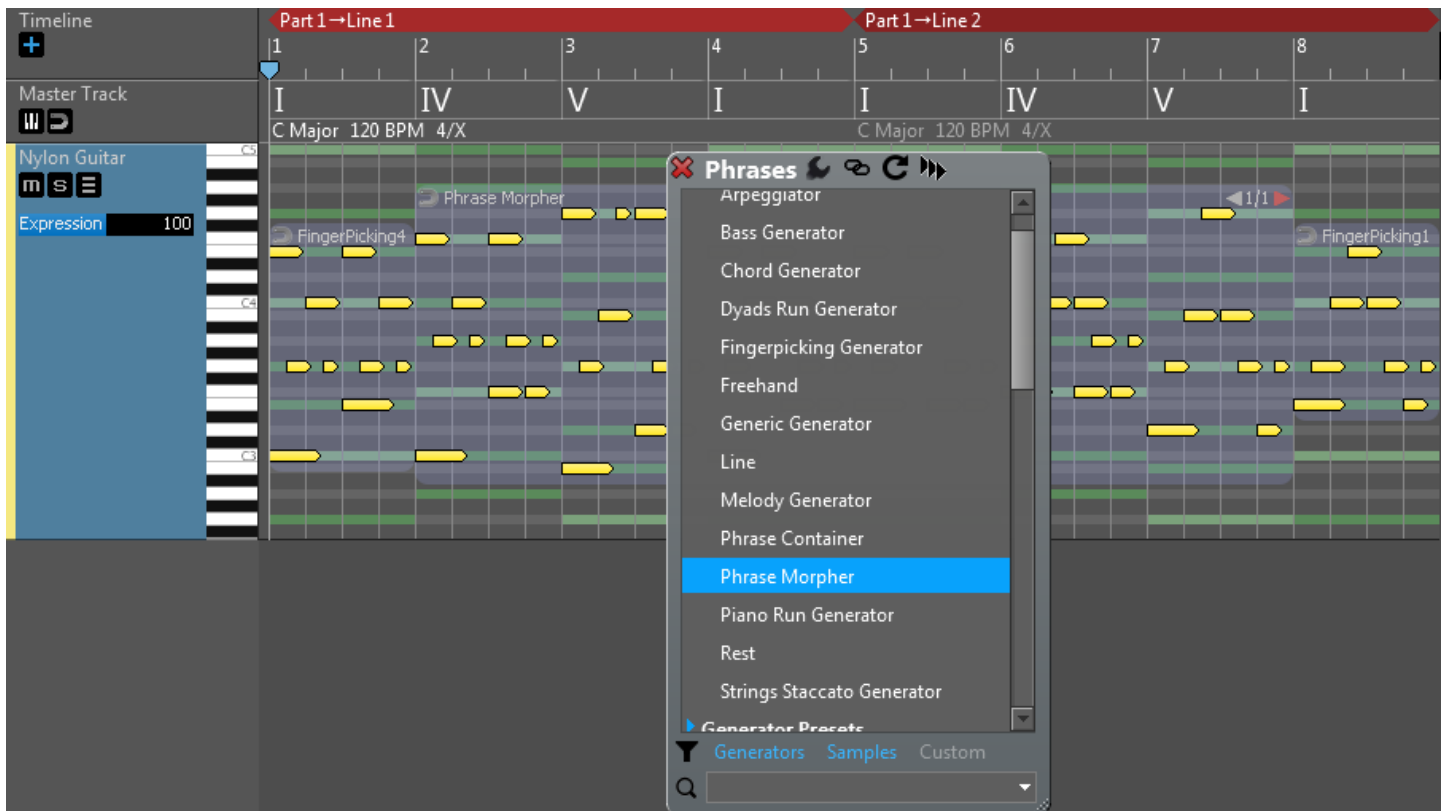 Timeline
Part 1→Line 1
Part 1→Line 2
1 2 3 4 5 6 7 8
Master Track
I IV V I I IV V I
C Major 120 BPM 4/X
C Major 120 BPM 4/X
Nylon Guitar
m s
Expression 100
C5
C4
C3
FingerPicking4
Phrase Morpher
1/1
FingerPicking1
Phrases
Arpeggiator
Bass Generator
Chord Generator
Dyads Run Generator
Fingerpicking Generator
Freehand
Generic Generator
Line
Melody Generator
Phrase Container
Phrase Morpher
Piano Run Generator
Rest
Strings Staccato Generator
Generator Presets
Generators Samples Custom